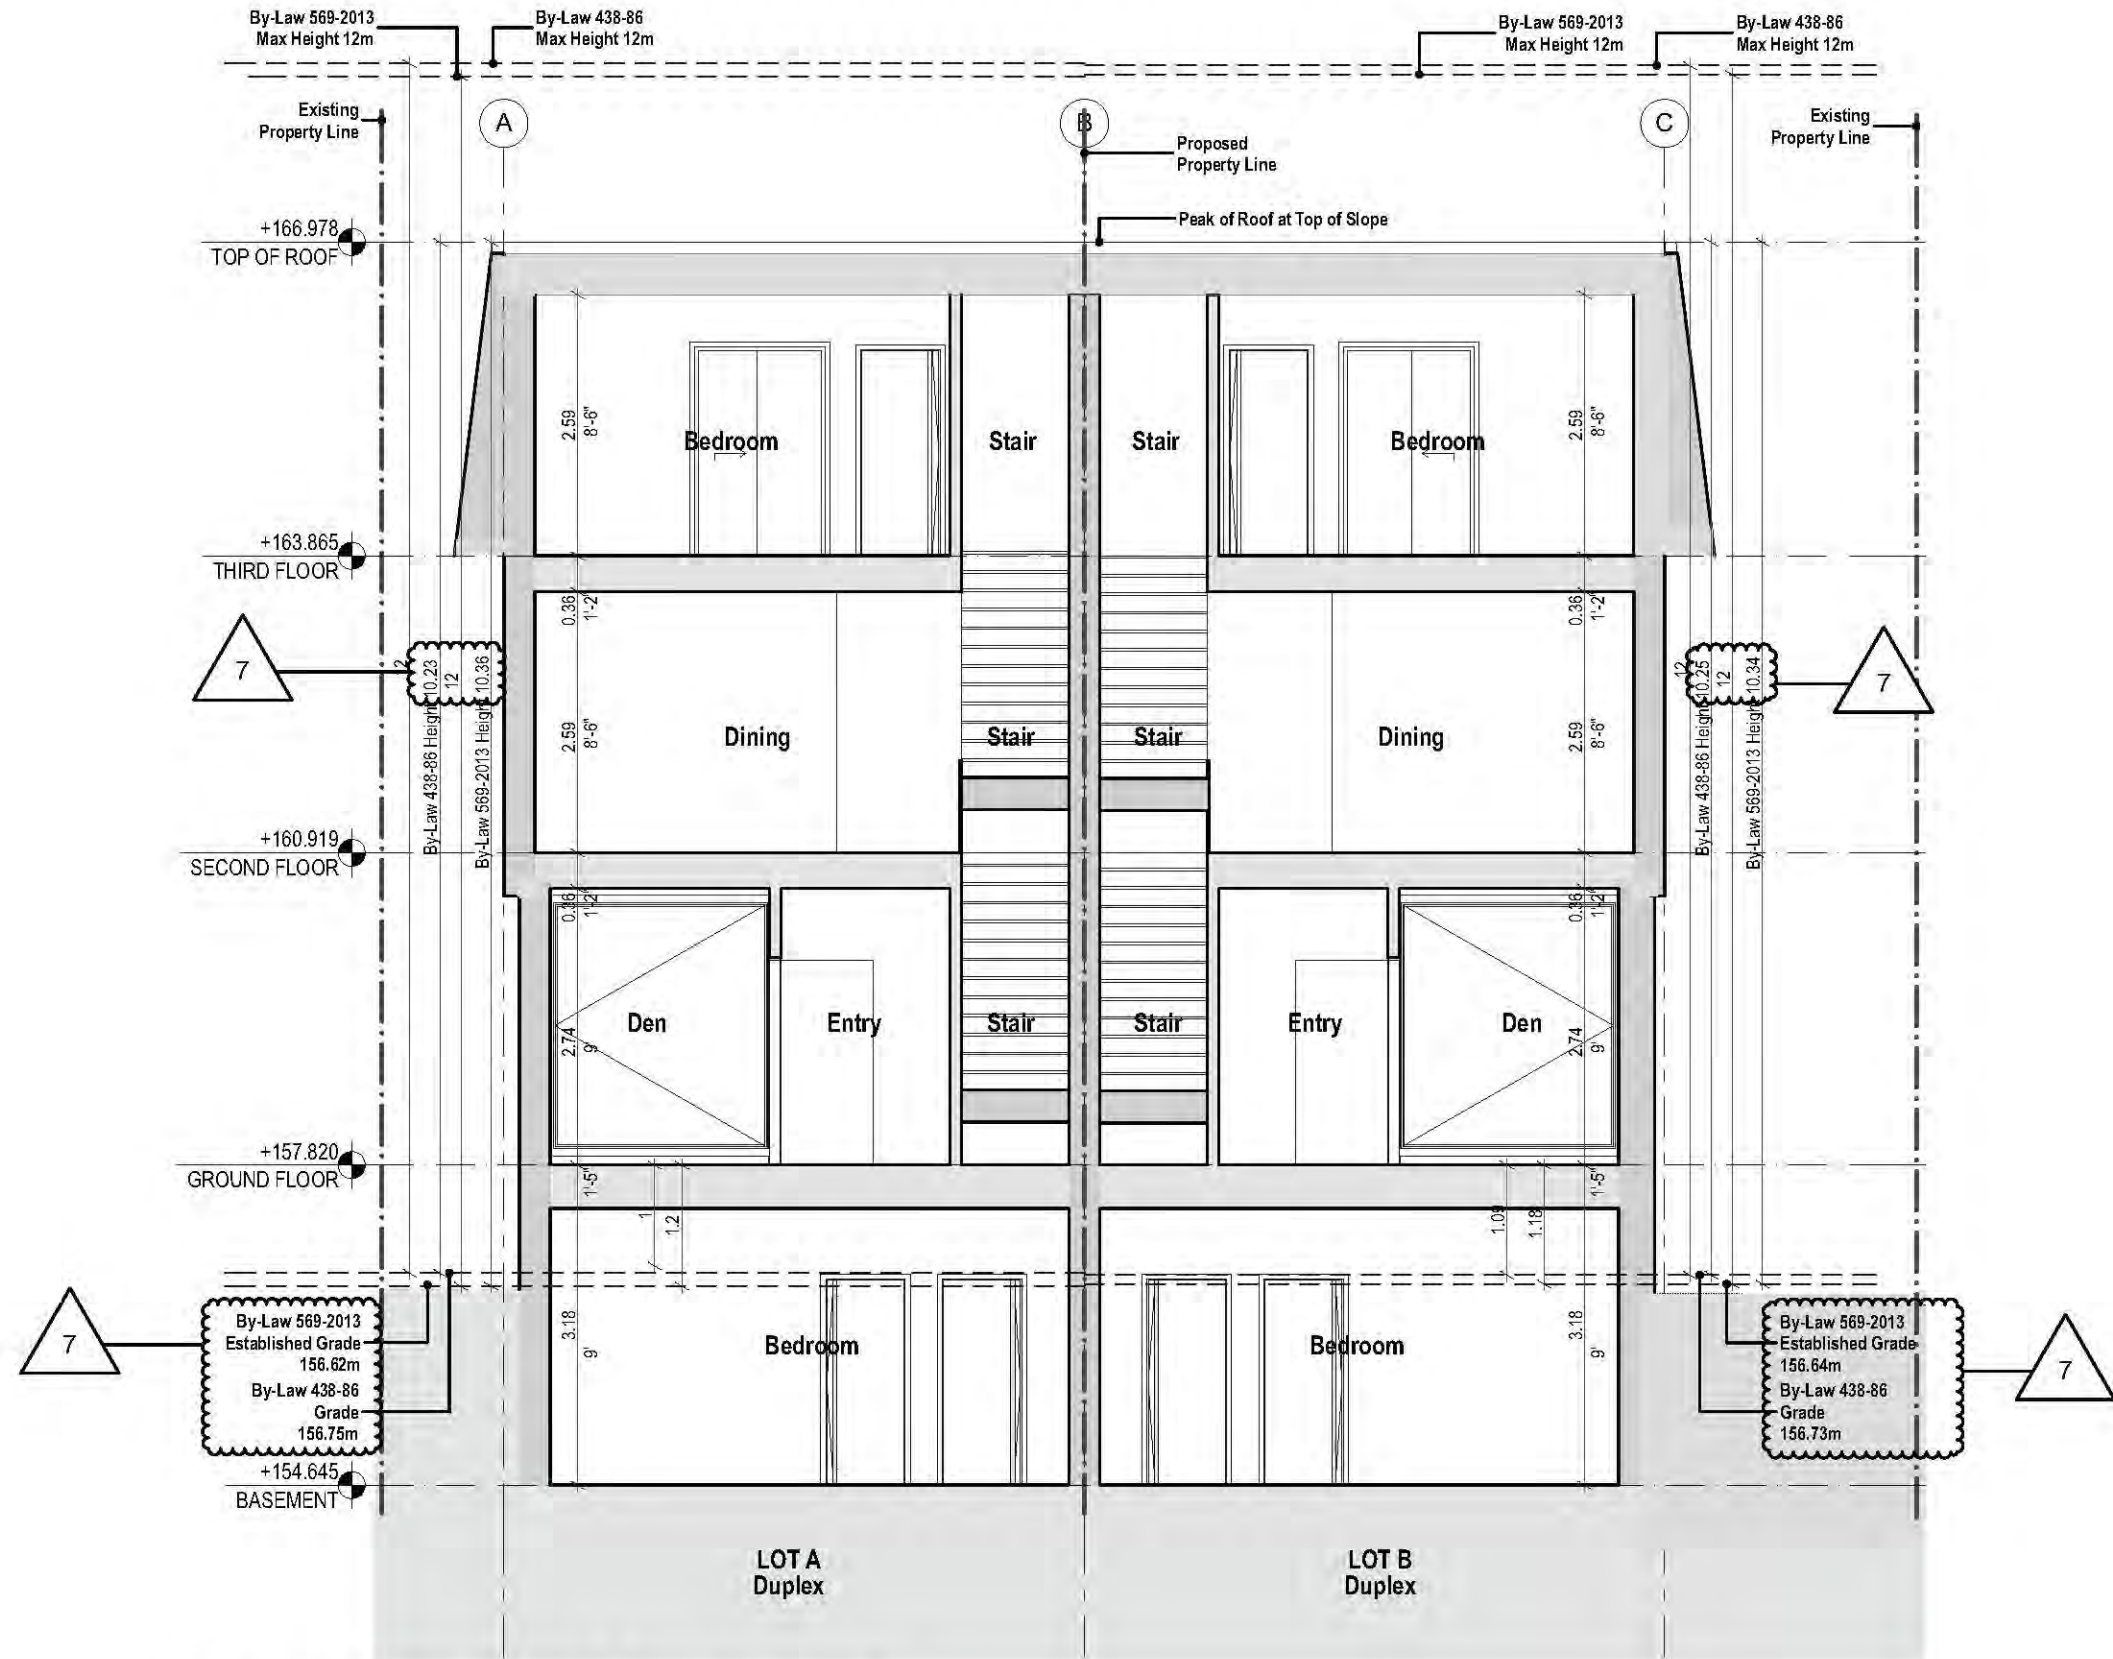 By-Law 569-2013
Max Height 12m
By-Law 438-86
Max Height 12m
By-Law 569-2013
Max Height 12m
By-Law 438-86
Max Height 12m
Existing
Property Line
A
B
C
Existing
Property Line
Proposed
Property Line
Peak of Roof at Top of Slope
+166.978
TOP OF ROOF
2.59
8'-6"
Bedroom
Stair
Stair
Bedroom
2.59
8'-6"
+163.865
THIRD FLOOR
0.36
1'-2"
0.36
1'-2"
7
By-Law 438-86 Height 10.23
12
By-Law 569-2013 Height 10.36
2.59
8'-6"
Dining
Stair
Stair
Dining
2.59
8'-6"
12
By-Law 438-86 Height 10.25
12
By-Law 569-2013 Height 10.34
7
+160.919
SECOND FLOOR
0.36
1'-2"
0.36
1'-2"
2.74
9'
Den
Entry
Stair
Stair
Entry
Den
2.74
9'
+157.820
GROUND FLOOR
1'-5"
1
1.2
1.09
1.18
1'-5"
7
By-Law 569-2013
Established Grade
156.62m
By-Law 438-86
Grade
156.75m
3.18
9'
Bedroom
Bedroom
3.18
9'
By-Law 569-2013
Established Grade
156.64m
By-Law 438-86
Grade
156.73m
7
+154.645
BASEMENT
LOT A
Duplex
LOT B
Duplex